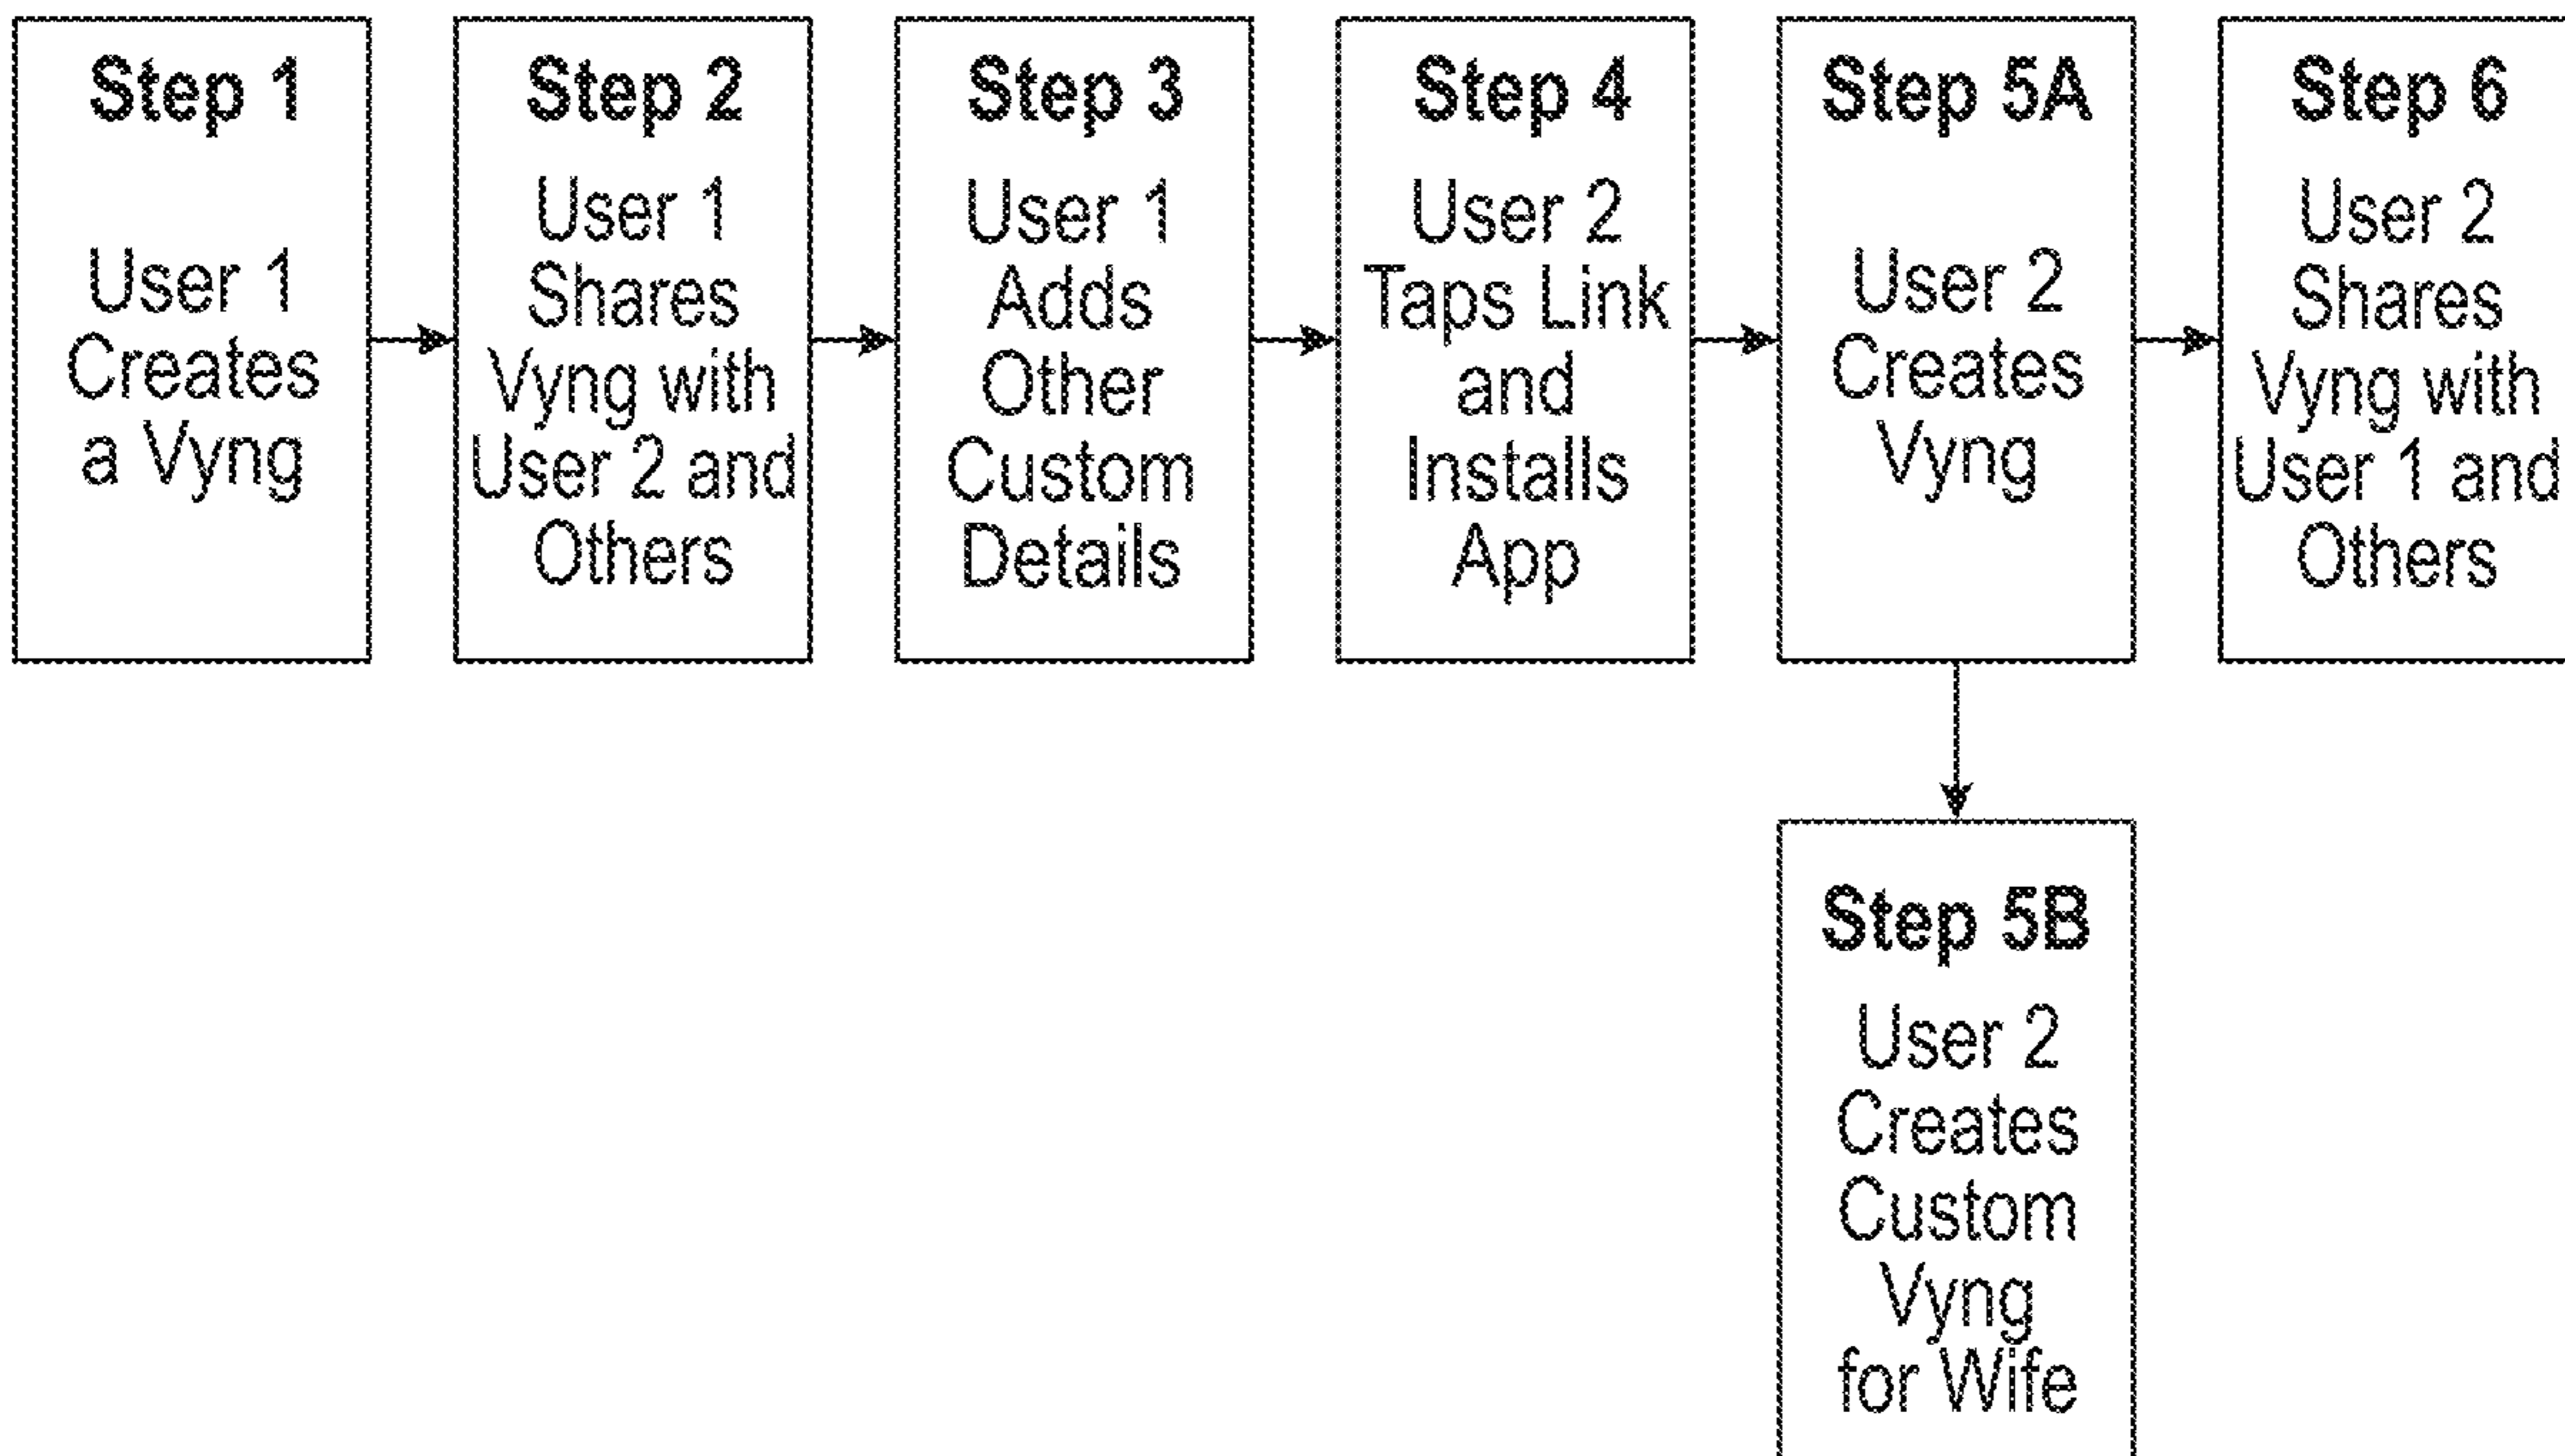 Step 1
User 1
Creates
a Vyng
Step 2
User 1
Shares
Vyng with
User 2 and
Others
Step 3
User 1
Adds
Other
Custom
Details
Step 4
User 2
Taps Link
and
Installs
App
Step 5A
User 2
Creates
Vyng
Step 6
User 2
Shares
Vyng with
User 1 and
Others
Step 5B
User 2
Creates
Custom
Vyng
for Wife